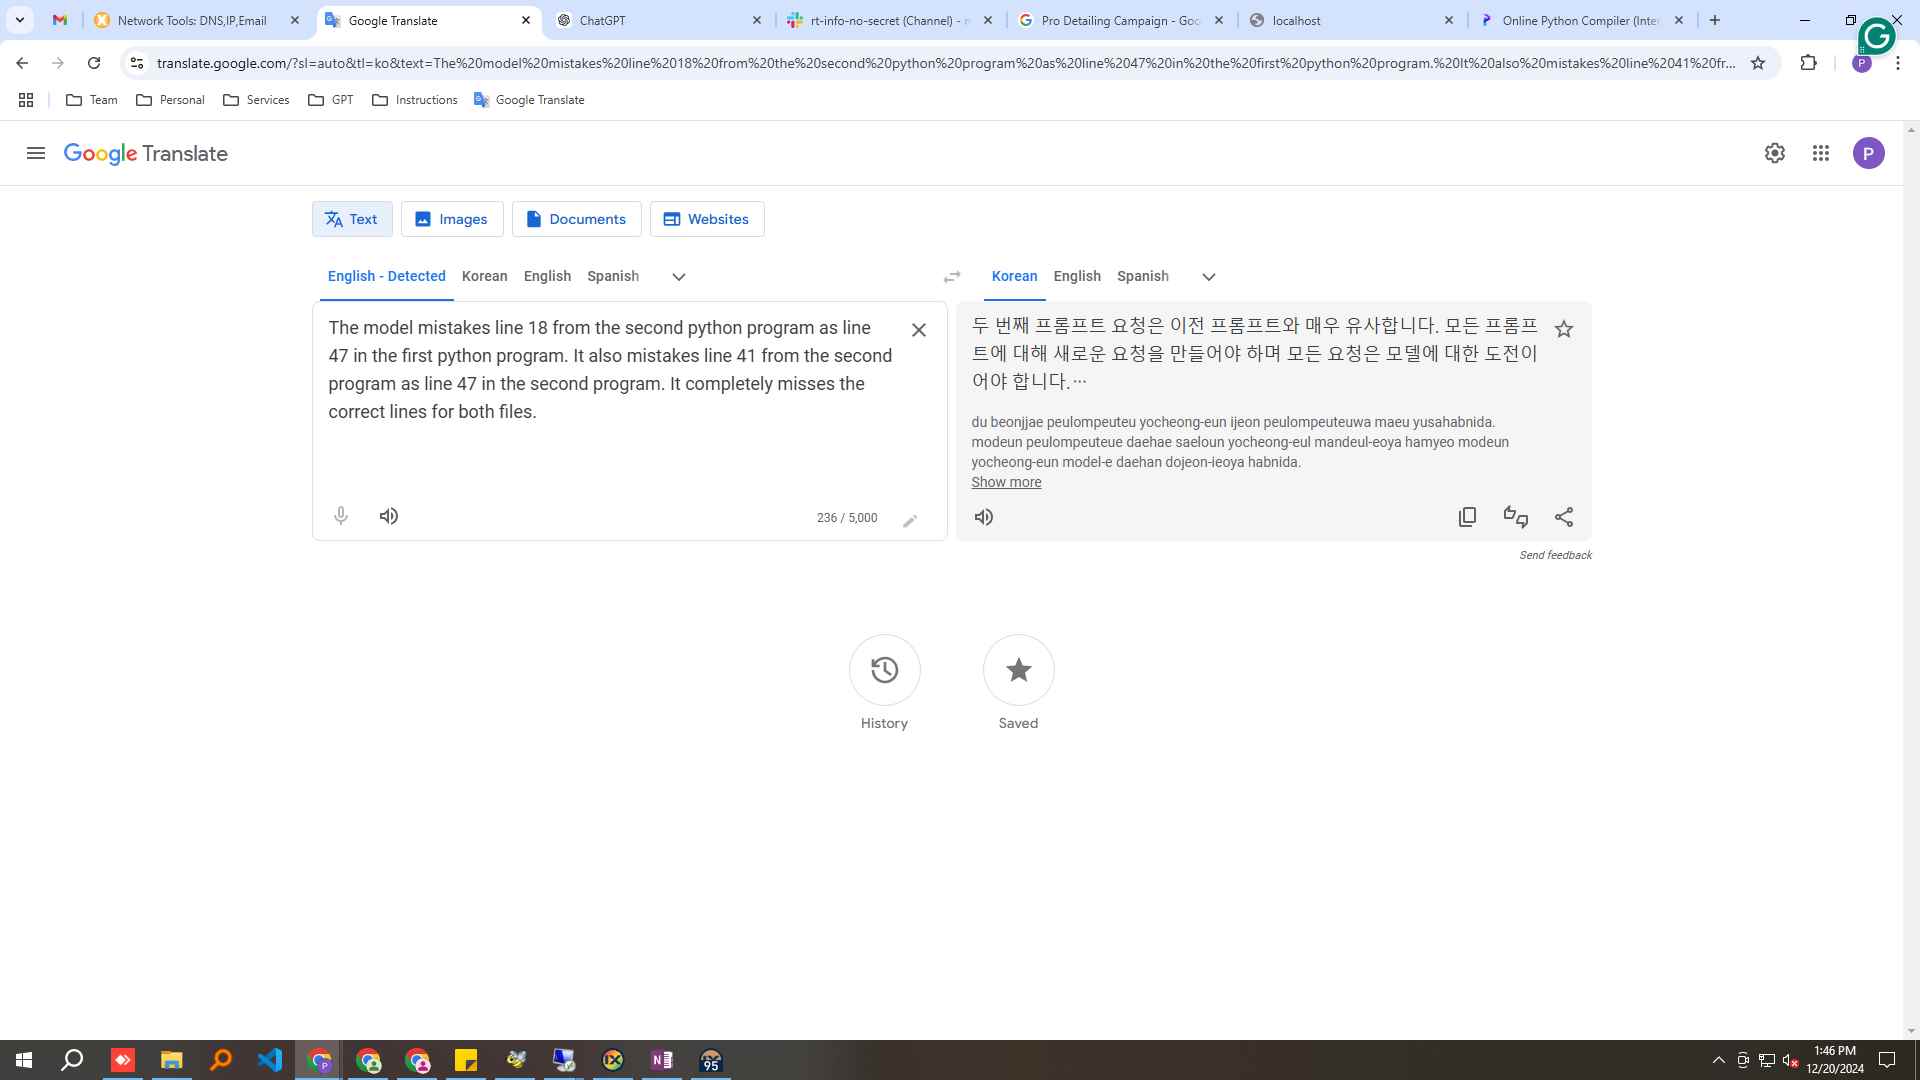 Network Tools: DNS,IP,Email
Google Translate
ChatGPT
rt-info-no-secret (Channel) -
Pro Detailing Campaign - Goo
localhost
Online Python Compiler (Inter
translate.google.com/?sl=auto&tl=ko&text=The%20model%20mistakes%20line%2018%20from%20the%20second%20python%20program%20as%20line%2047%20in%20the%20first%20python%20program.%20It%20also%20mistakes%20line%2041%20fr...
P
Team
Personal
Services
GPT
Instructions
Google Translate
Google Translate
P
Text
Images
Documents
Websites
English - Detected
Korean
English
Spanish
Korean
English
Spanish
The model mistakes line 18 from the second python program as line
47 in the first python program. It also mistakes line 41 from the second
program as line 47 in the second program. It completely misses the
correct lines for both files.
236 / 5,000
두 번째 프롬프트 요청은 이전 프롬프트와 매우 유사합니다. 모든 프롬프
트에 대해 새로운 요청을 만들어야 하며 모든 요청은 모델에 대한 도전이
어야 합니다.…
du beonjjae peulompeuteu yocheong-eun ijeon peulompeuteuwa maeu yusahabnida.
modeun peulompeuteue daehae saeloun yocheong-eul mandeul-eoya hamyeo modeun
yocheong-eun model-e daehan dojeon-ieoya habnida.
Show more
Send feedback
History
Saved
95
1:46 PM
12/20/2024